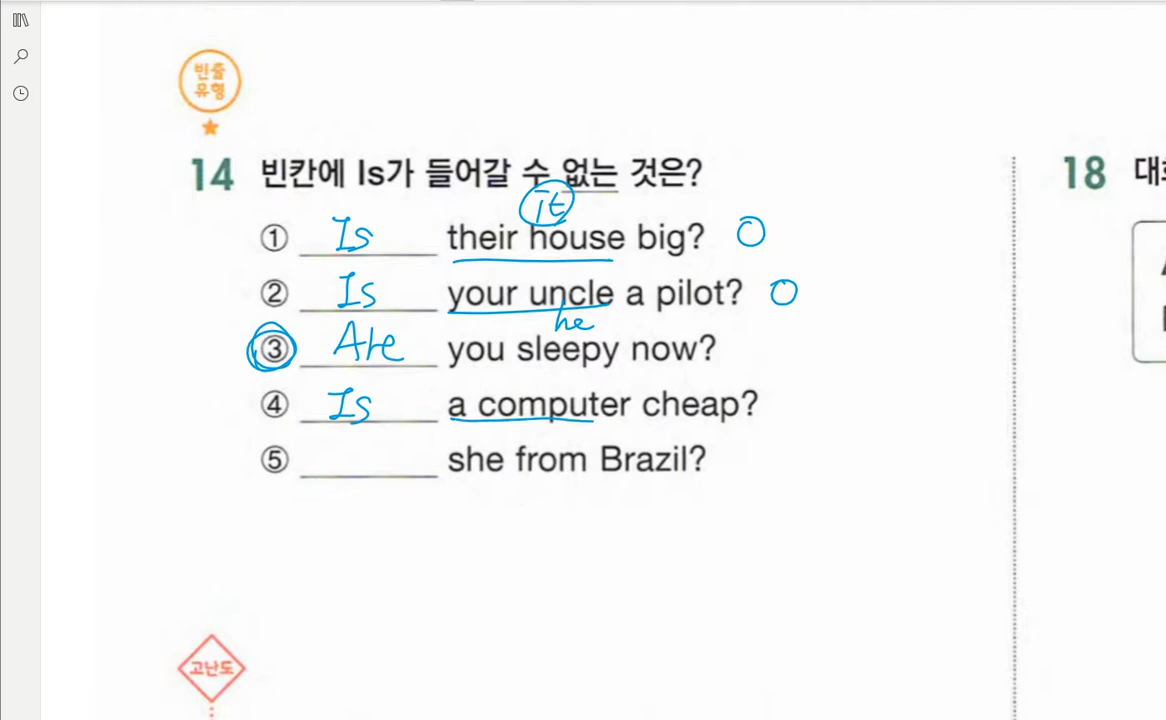 빈출
유형
14 빈칸에 Is가 들어갈 수 없는 것은?
it
① Is their house big? O
② Is your uncle a pilot? O
he
③ Are you sleepy now?
④ Is a computer cheap?
⑤ ________ she from Brazil?
고난도
18